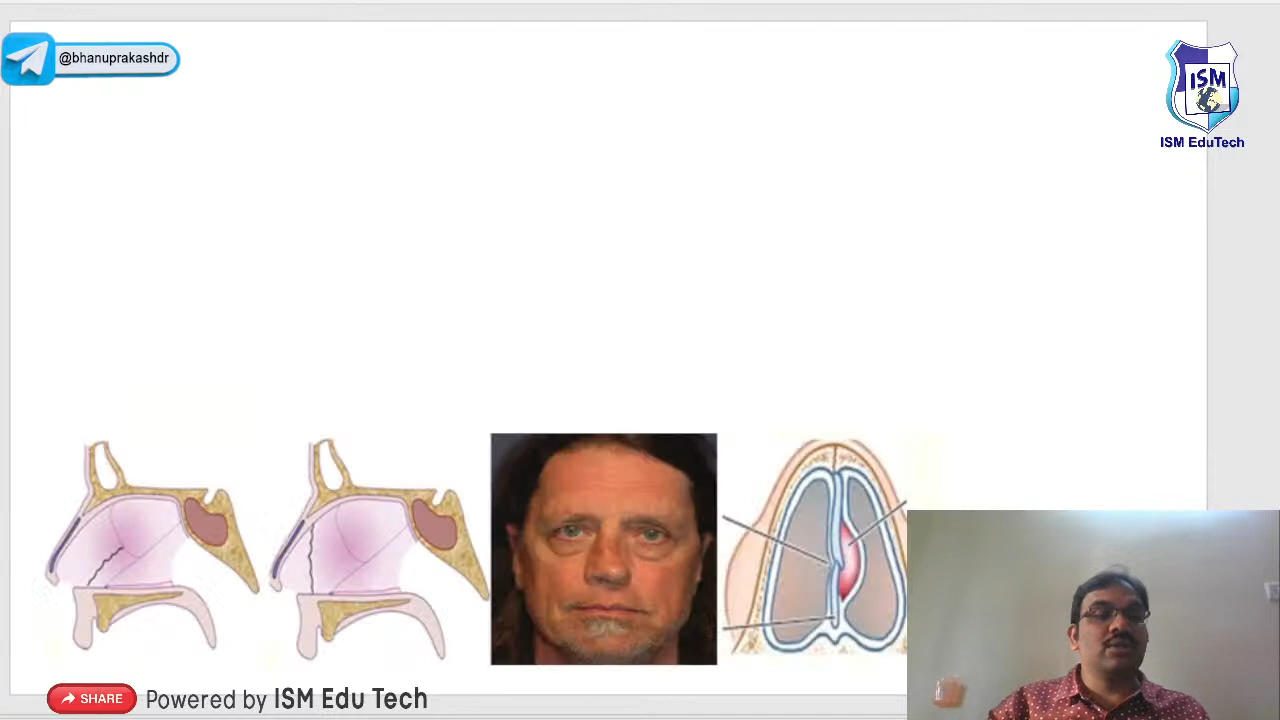 @bhanuprakashdr
ISM
ISM EduTech
SHARE
Powered by ISM Edu Tech